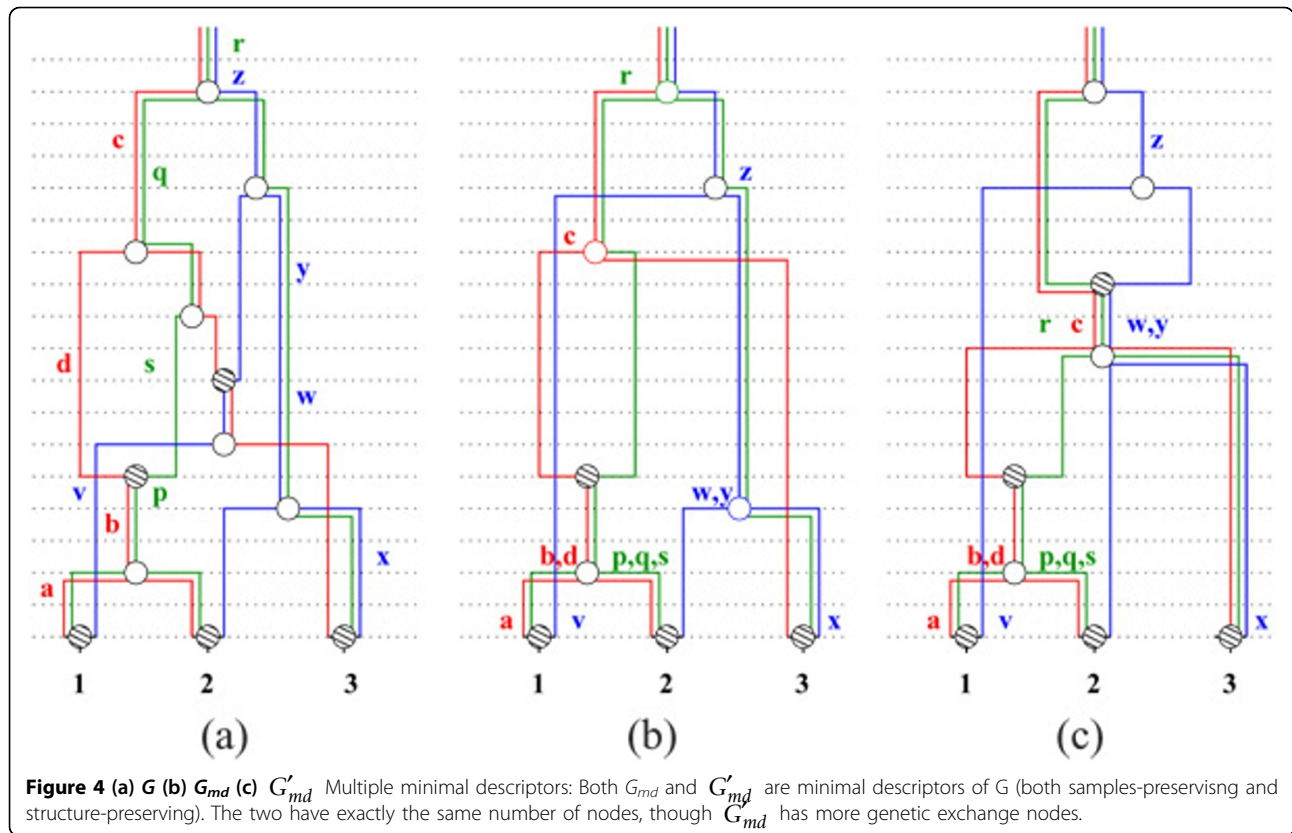 r
z
c
q
y
d
s
w
v
p
b
a
x
1 2 3
(a)
r
z
c
w,y
b,d p,q,s
a v x
1 2 3
(b)
z
r c w,y
b,d p,q,s
a v x
1 2 3
(c)
Figure 4 (a) G (b) Gmd (c) G′md Multiple minimal descriptors: Both Gmd and G′md are minimal descriptors of G (both samples-preservisng and
structure-preserving). The two have exactly the same number of nodes, though G′md has more genetic exchange nodes.